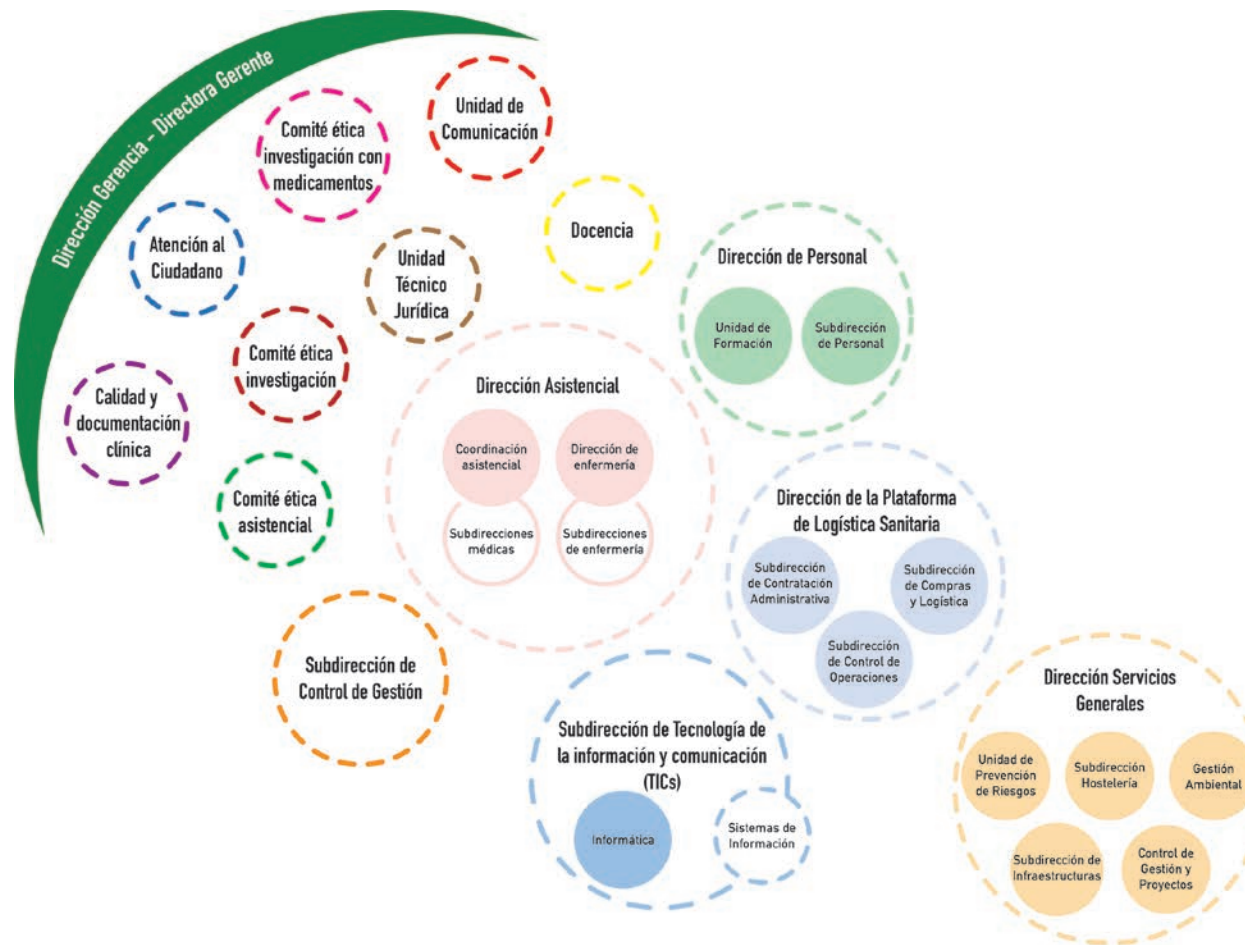 Dirección Gerencia - Directora Gerente
Unidad de
Comunicación
Comité ética
investigación con
medicamentos
Docencia
Atención al
Ciudadano
Unidad
Técnico
Jurídica
Comité ética
investigación
Calidad y
documentación
clínica
Comité ética
asistencial
Subdirección de
Control de Gestión
Dirección Asistencial
Coordinación
asistencial
Dirección de
enfermería
Subdirecciones
médicas
Subdirecciones
de enfermería
Dirección de Personal
Unidad de
Formación
Subdirección
de Personal
Dirección de la Plataforma
de Logística Sanitaria
Subdirección
de Contratación
Administrativa
Subdirección
de Compras
y Logística
Subdirección
de Control de
Operaciones
Subdirección de Tecnología de
la información y comunicación
(TICs)
Informática
Sistemas de
Información
Dirección Servicios
Generales
Unidad de
Prevención
de Riesgos
Subdirección
Hostelería
Gestión
Ambiental
Subdirección de
Infraestructuras
Control de
Gestión y
Proyectos